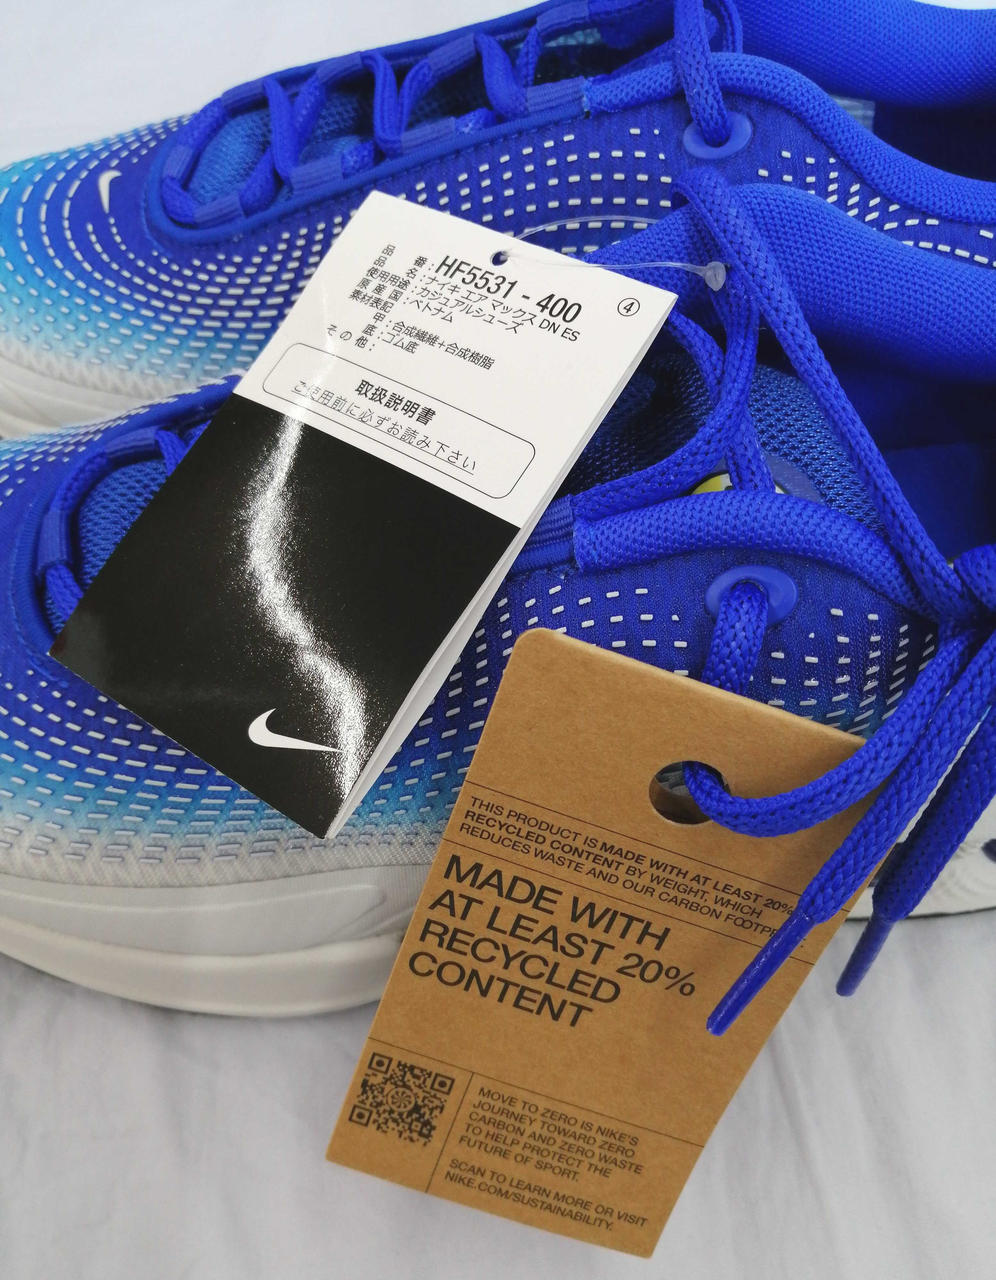 品番：HF5531 - 400
品名：ナイキ エア マックス DN ES
使用用途：カジュアルシューズ
原産国：ベトナム
素材表記
甲：合成繊維+合成樹脂
底：ゴム底
その他：
④
取扱説明書
ご使用前に必ずお読み下さい
THIS PRODUCT IS MADE WITH AT LEAST 20%
RECYCLED CONTENT BY WEIGHT, WHICH
REDUCES WASTE AND OUR CARBON
MADE WITH
AT LEAST 20%
RECYCLED
CONTENT
MOVE TO ZERO IS NIKE'S
JOURNEY TOWARD ZERO
CARBON AND ZERO WASTE
TO HELP PROTECT THE
FUTURE OF SPORT.
SCAN TO LEARN MORE OR VISIT
NIKE.COM/SUSTAINABILITY.